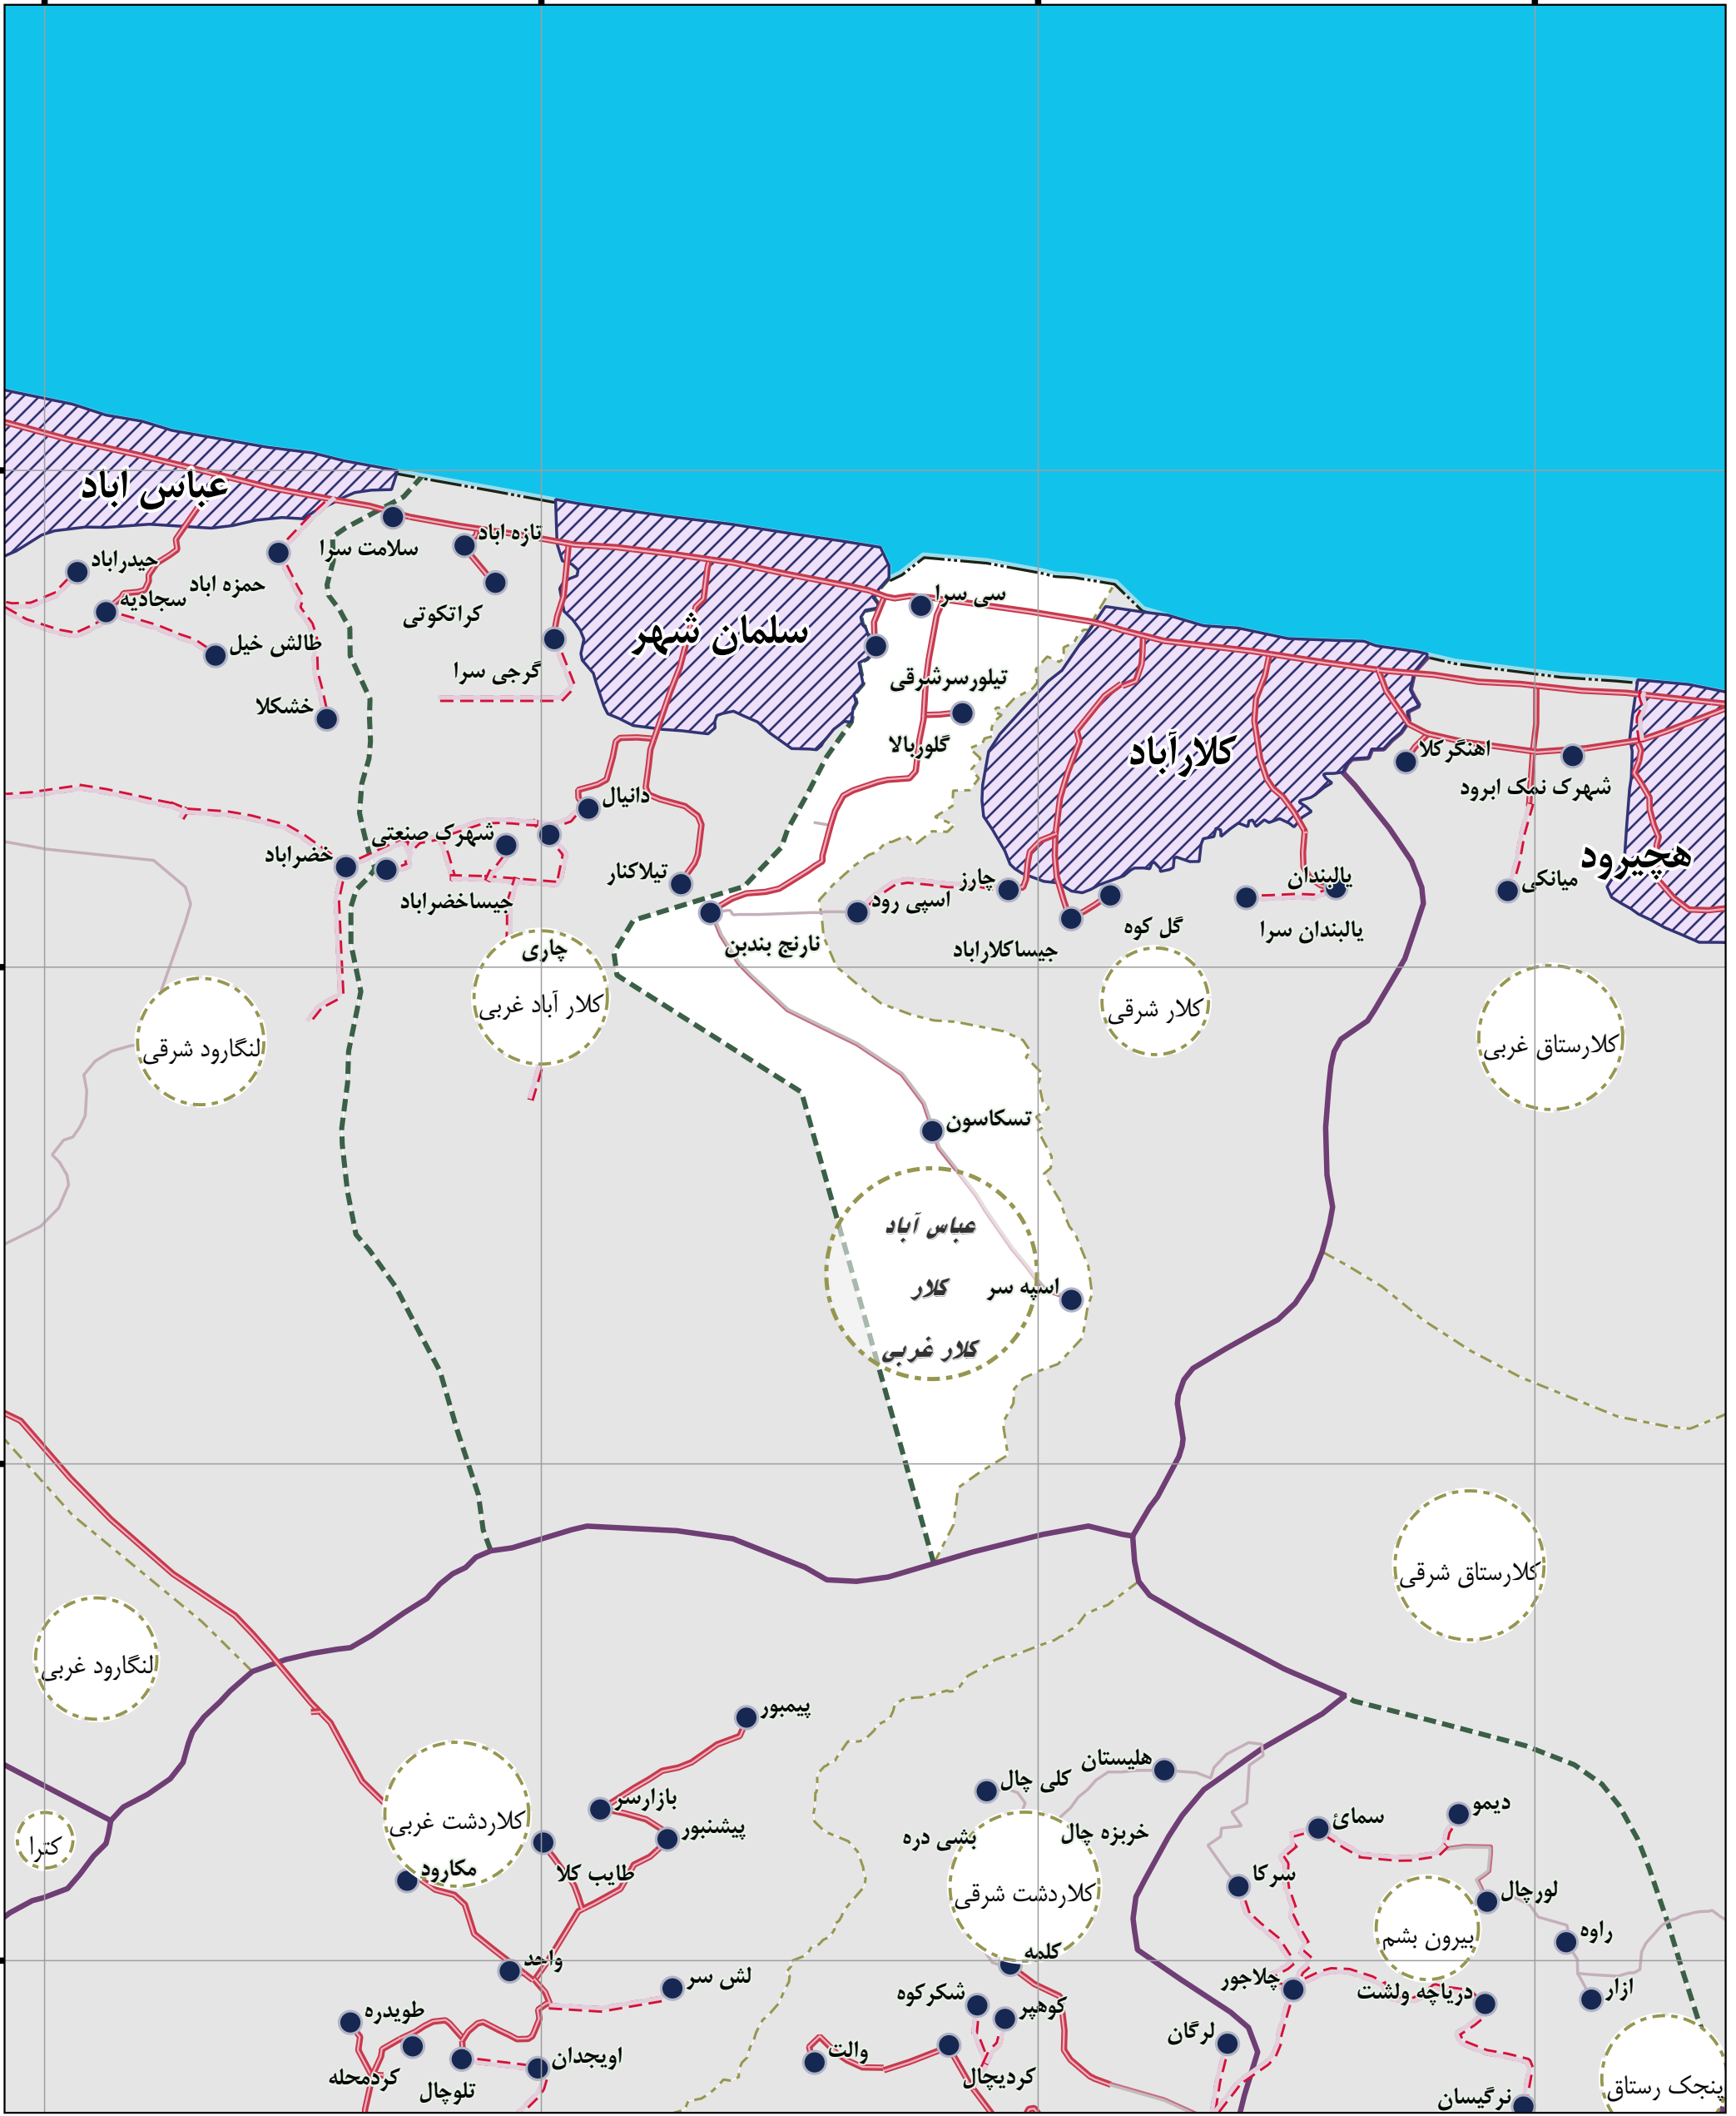 عباس اباد
سلامت سرا
تازه اباد
حیدراباد
حمزه اباد
سجادیه
کراتکوتی
سی سرا
طالش خیل
سلمان شهر
گرجی سرا
تیلورسرشرقی
خشکلا
گلوربالا
کلارآباد
اهنگرکلا
شهرک نمک ابرود
دانیال
شهرک صنعتی
خضراباد
هچیرود
تیلاکنار
چارز
یالبندان
میانکی
جیساخضراباد
اسپی رود
گل کوه
یالبندان سرا
چاری
نارنج بندبن
جیساکلاراباد
کلار آباد غربی
کلار شرقی
لنگارود شرقی
کلارستاق غربی
تسکاسون
عباس آباد
کلار
اسپه سر
کلار غربی
کلارستاق شرقی
لنگارود غربی
پیمبور
هلیستان
کلی چال
بازارسر
پیشنبور
کلاردشت غربی
دیمو
سمائ
خربزه چال
بشی دره
کترا
مکارود
طایب کلا
سرکا
کلاردشت شرقی
لورچال
راوه
بیرون بشم
کلمه
واحد
لش سر
چلاجور
دریاچه ولشت
ازار
شکرکوه
کوهپر
طویدره
لرگان
والت
اویجدان
کردمحله
کردیچال
تلوچال
پنجک رستاق
نرگیسان